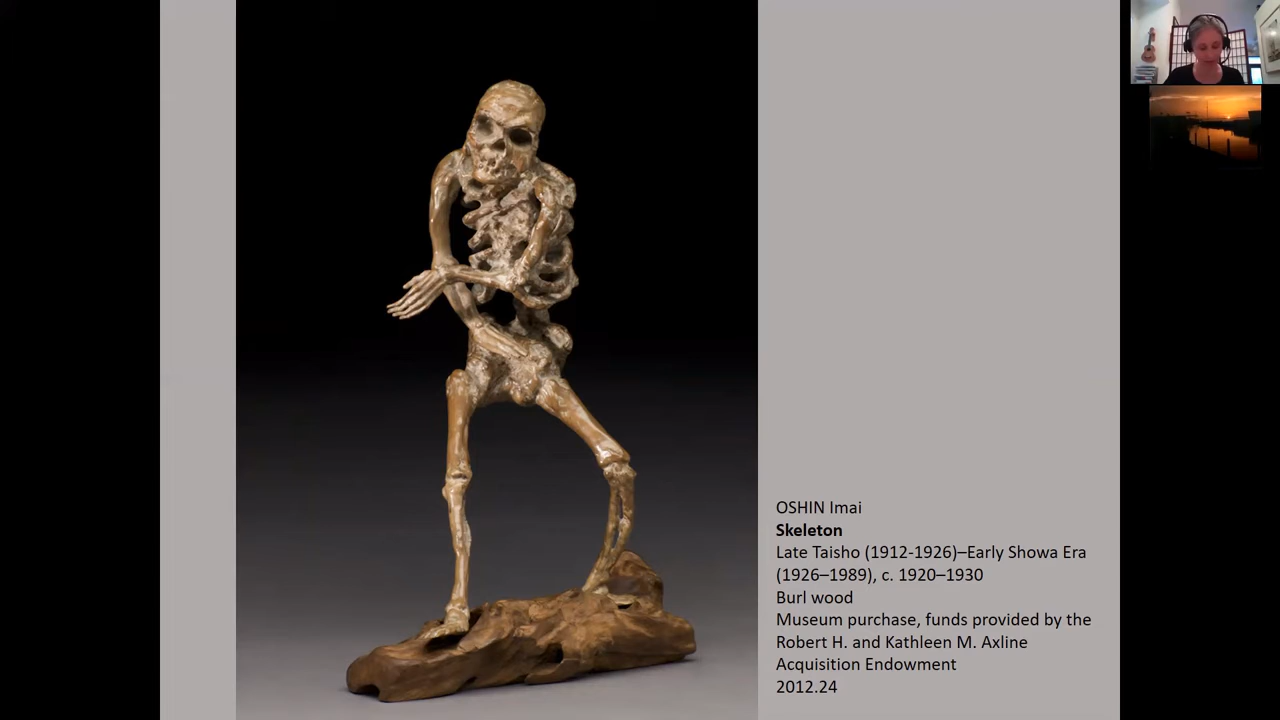 OSHIN Imai
Skeleton
Late Taisho (1912-1926)–Early Showa Era
(1926–1989), c. 1920–1930
Burl wood
Museum purchase, funds provided by the
Robert H. and Kathleen M. Axline
Acquisition Endowment
2012.24